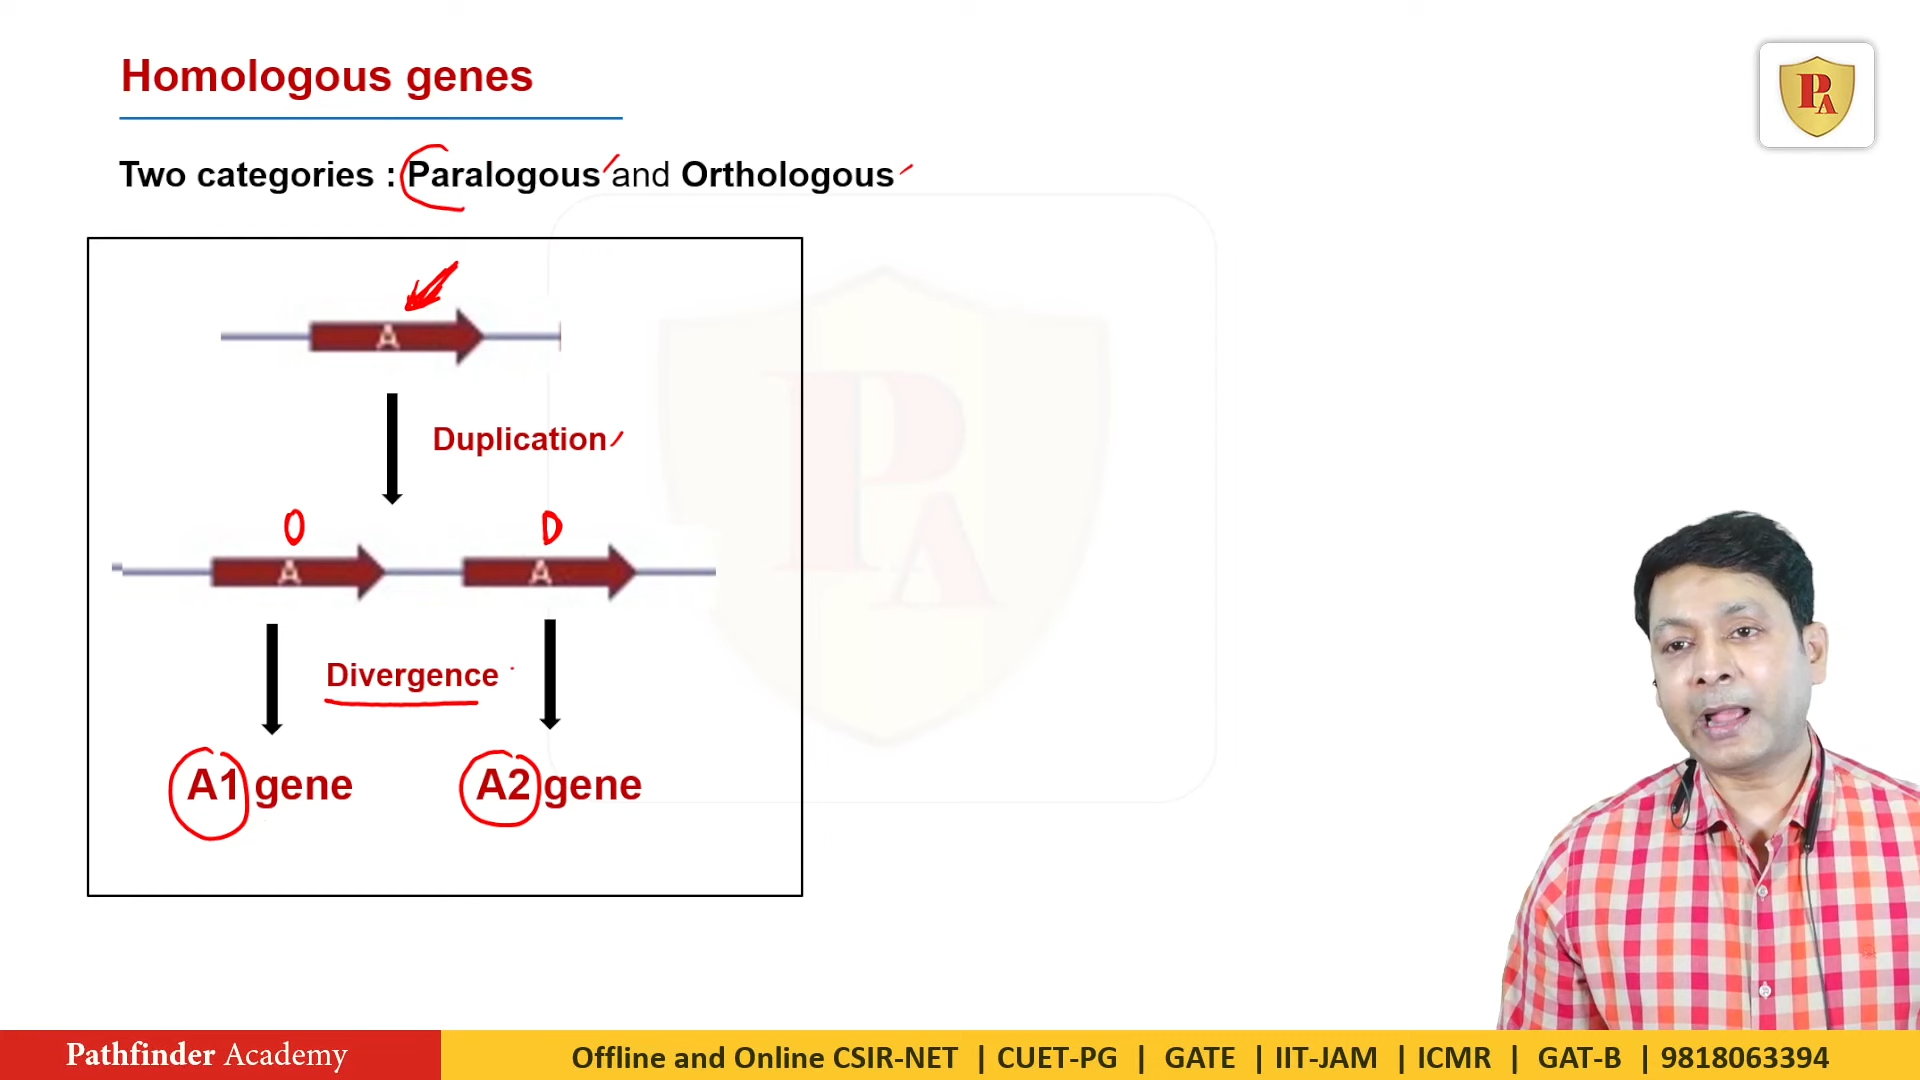 Homologous genes
PA
Two categories : Paralogous and Orthologous
A
Duplication
O D
A A
Divergence
A1 gene A2 gene
PA
Pathfinder Academy
Offline and Online CSIR-NET | CUET-PG | GATE | IIT-JAM | ICMR | GAT-B | 9818063394